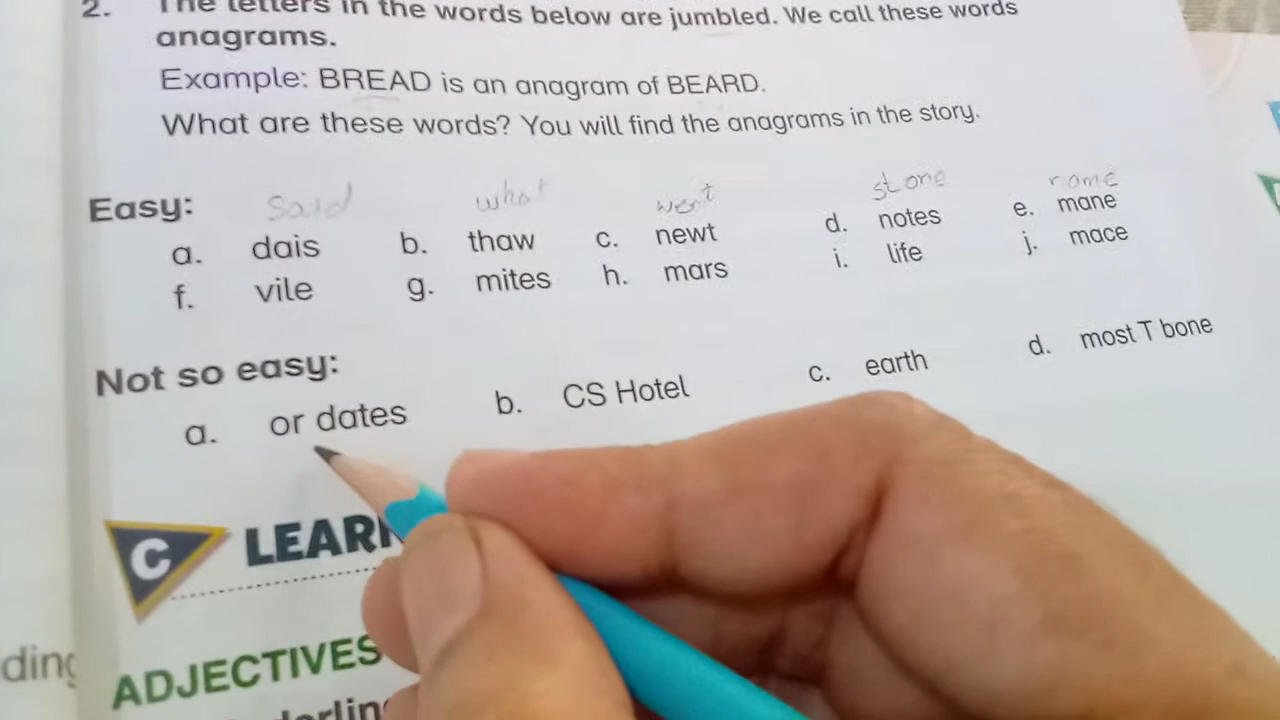 2. The letters in the words below are jumbled. We call these words
anagrams.
Example: BREAD is an anagram of BEARD.
What are these words? You will find the anagrams in the story.
said what went stone
Easy:
a. dais b. thaw c. newt d. notes e. mane
f. vile g. mites h. mars i. life j. mace
Not so easy:
a. or dates b. CS Hotel c. earth d. most T bone
C LEAR
ding
ADJECTIVES